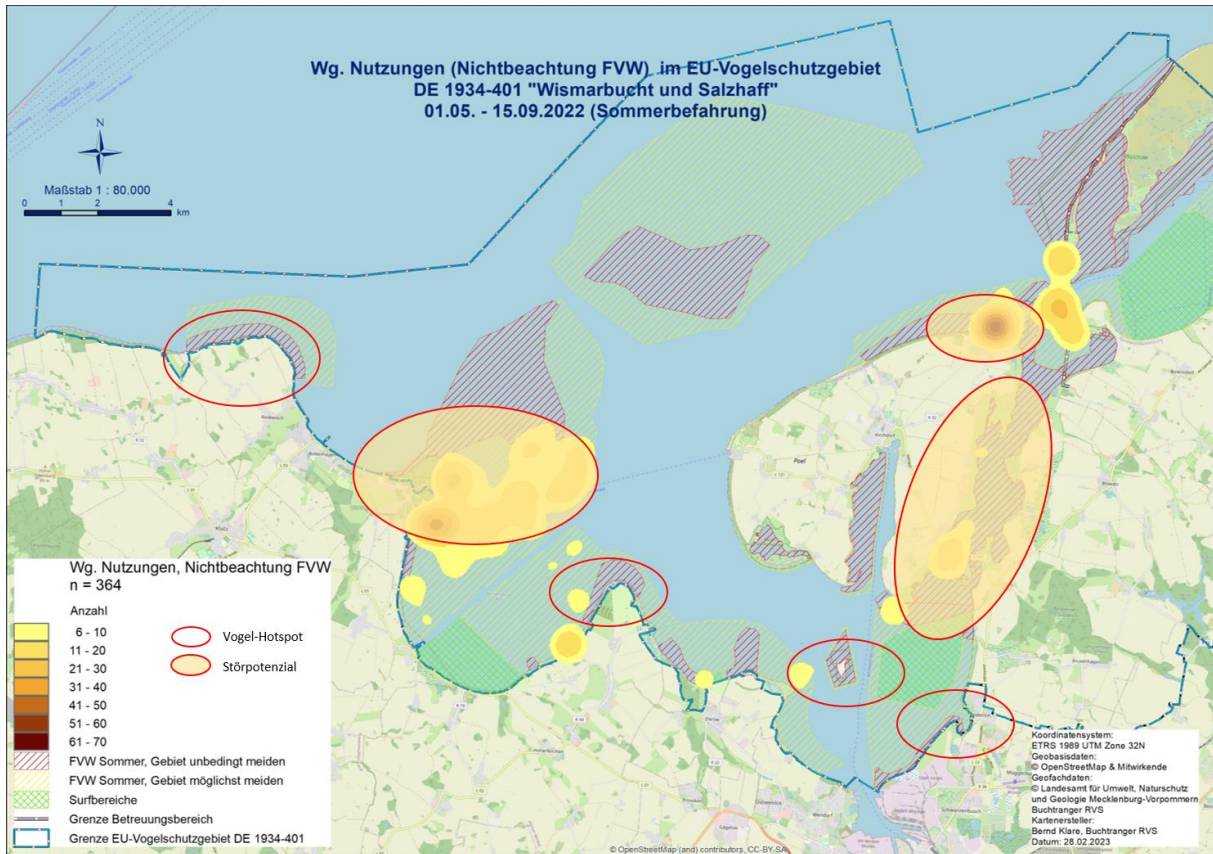 Wg. Nutzungen (Nichtbeachtung FVW) im EU-Vogelschutzgebiet
DE 1934-401 "Wismarbucht und Salzhaff"
01.05. - 15.09.2022 (Sommerbefahrung)
N
Maßstab 1 : 80.000
0 1 2 4
km
Poel
Klütz
Wg. Nutzungen, Nichtbeachtung FVW
n = 364
Anzahl
6 - 10
11 - 20
21 - 30
31 - 40
41 - 50
51 - 60
61 - 70
Vogel-Hotspot
Störpotenzial
FVW Sommer, Gebiet unbedingt meiden
FVW Sommer, Gebiet möglichst meiden
Surfbereiche
Grenze Betreuungsbereich
Grenze EU-Vogelschutzgebiet DE 1934-401
Koordinatensystem:
ETRS 1989 UTM Zone 32N
Geobasisdaten:
© OpenStreetMap & Mitwirkende
Geofachdaten:
© Landesamt für Umwelt, Naturschutz
und Geologie Mecklenburg-Vorpommern
Buchtranger RVS
Kartenersteller:
Bernd Klare, Buchtranger RVS
Datum: 28.02.2023
© OpenStreetMap (and) contributors, CC-BY-SA